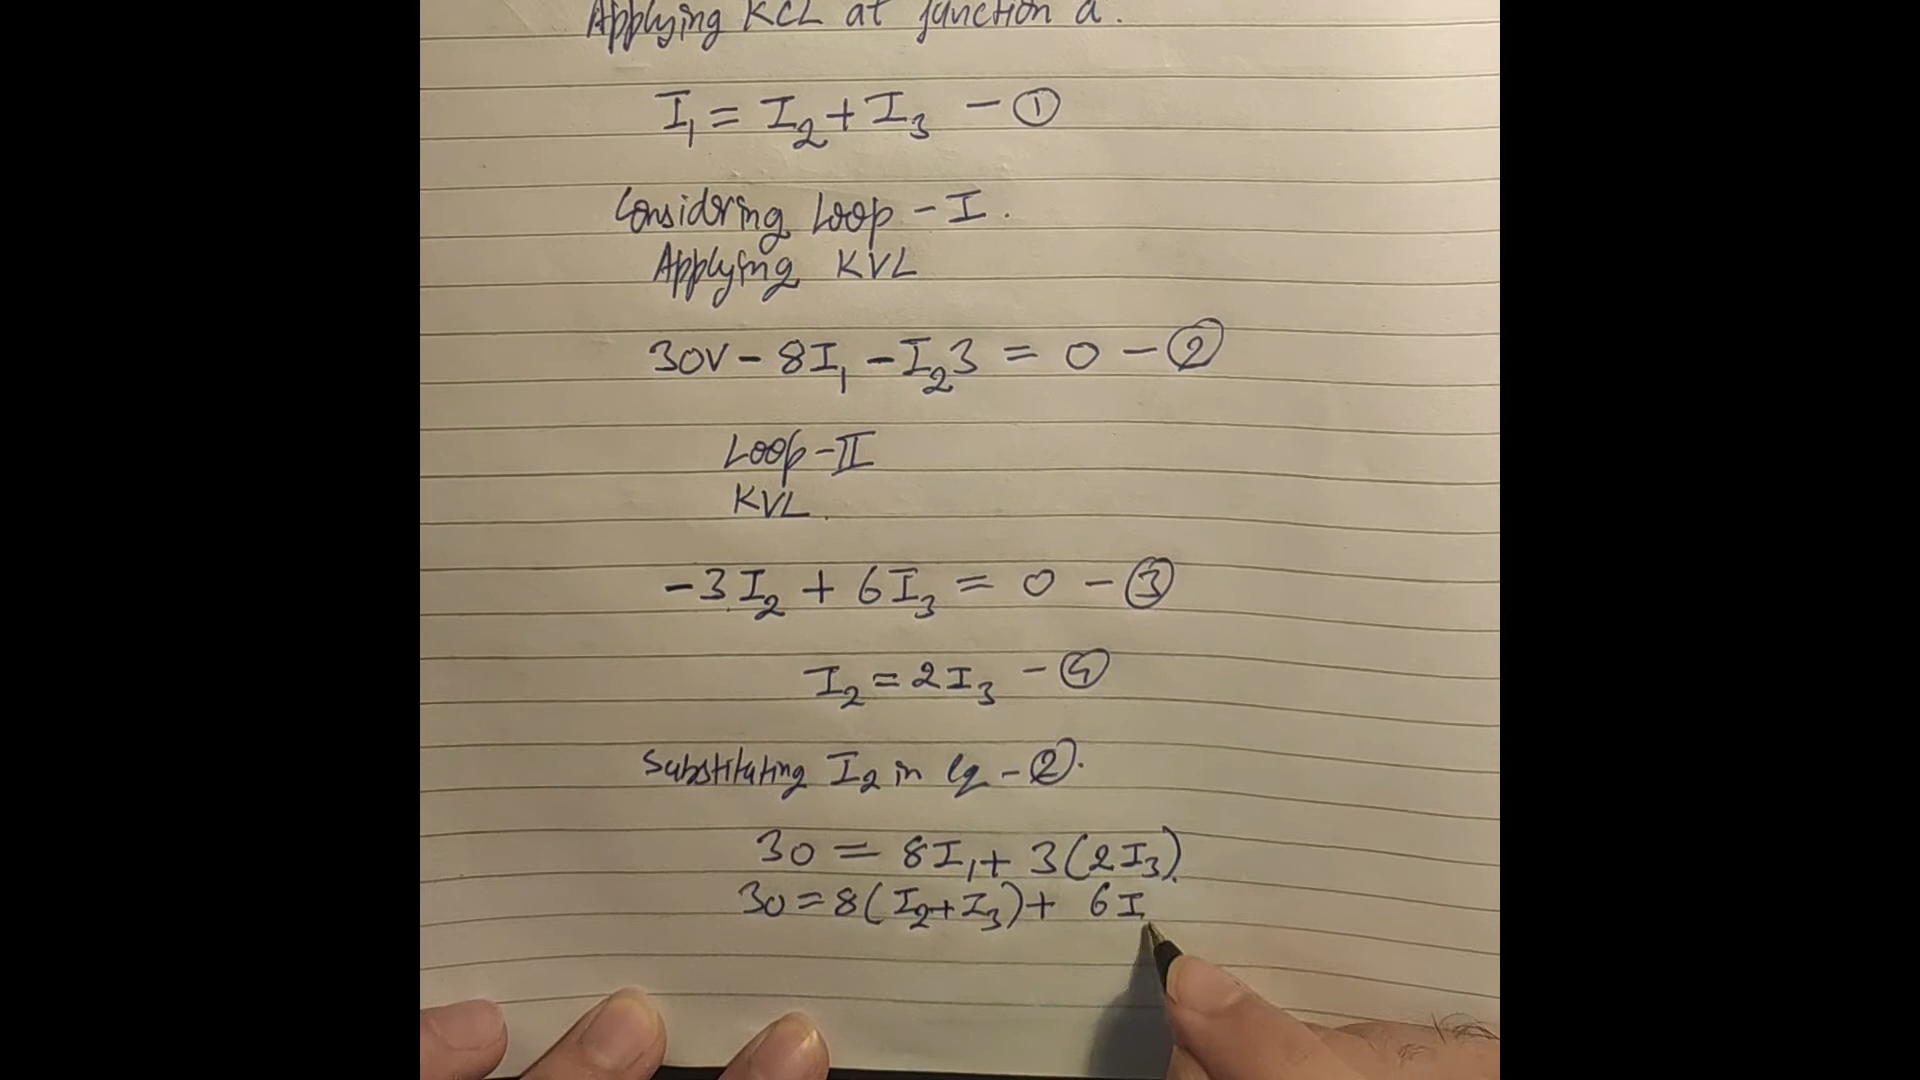 Applying KCL at junction a.
I₁ = I₂ + I₃ - ①
Considering Loop - I.
Applying KVL
30V - 8I₁ - I₂3 = 0 - ②
Loop - II
KVL.
-3I₂ + 6I₃ = 0 - ③
I₂ = 2I₃ - ④
Substituting I₂ in eq - ②.
30 = 8I₁ + 3(2I₃).
30 = 8(I₂ + I₃) + 6I